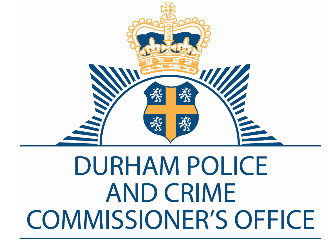 DURHAM POLICE
AND CRIME
COMMISSIONER'S OFFICE